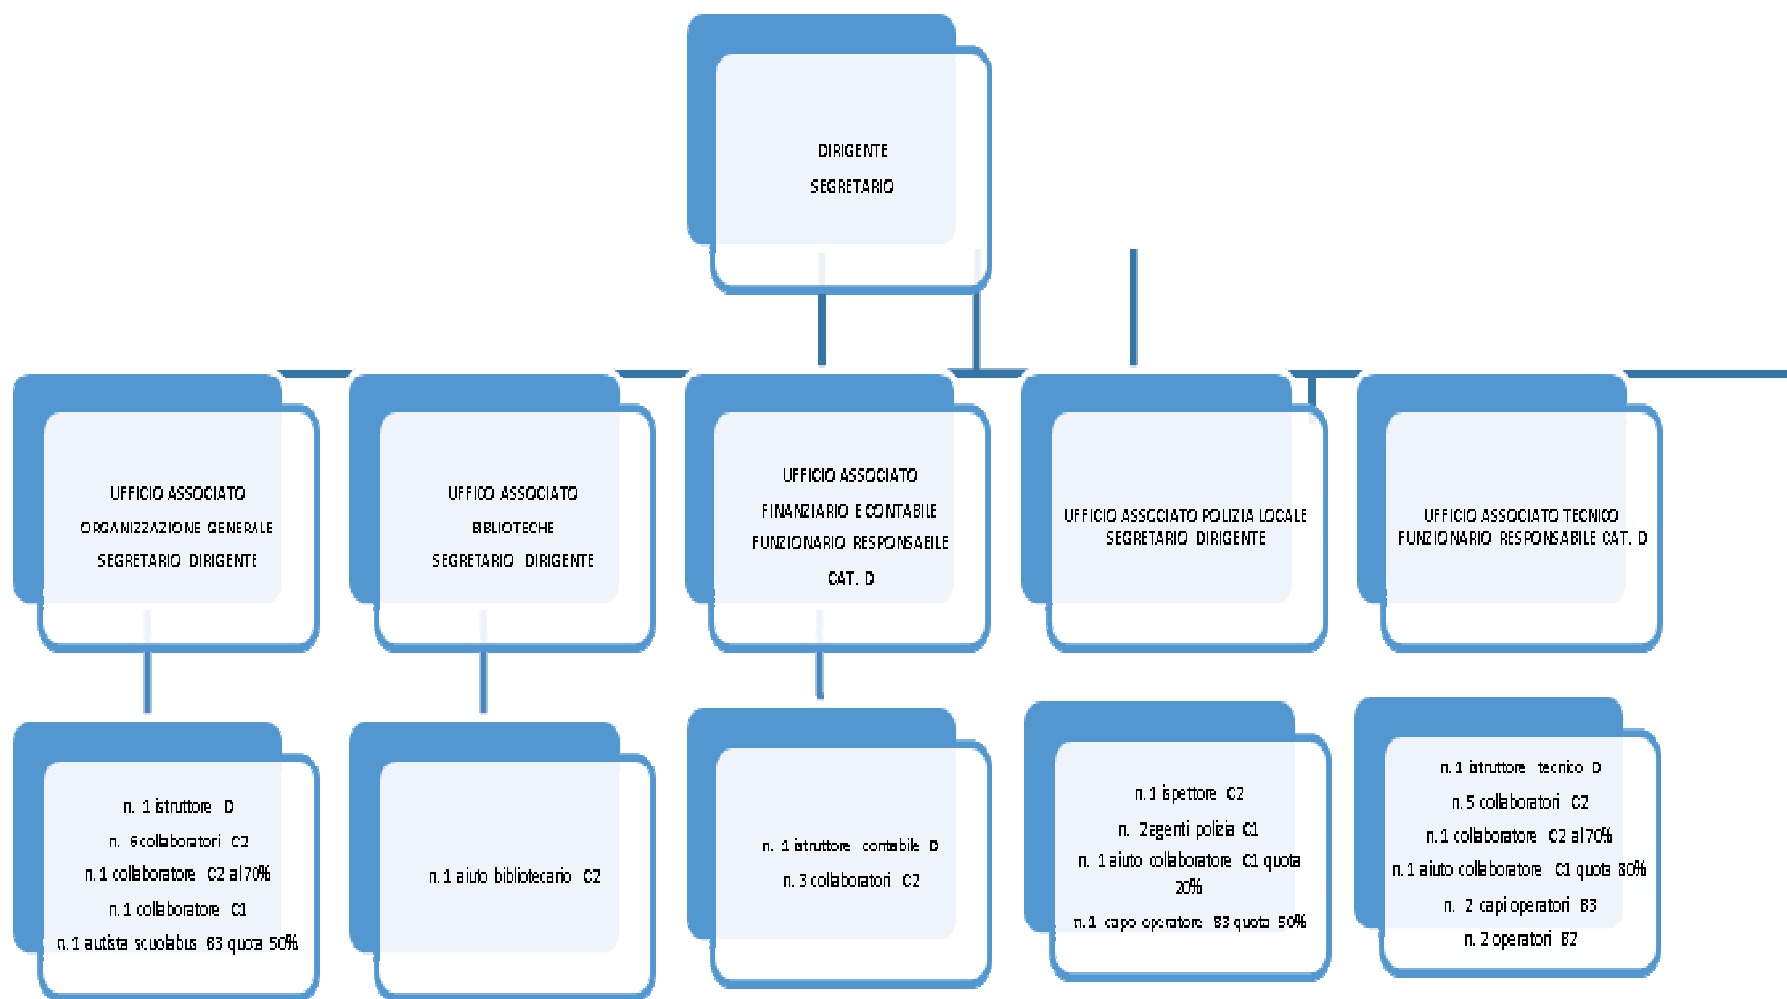 DIRIGENTE
SEGRETARIO
UFFICIO ASSOCIATO
ORGANIZZAZIONE GENERALE
SEGRETARIO DIRIGENTE
UFFICO ASSOCIATO
BIBLIOTECHE
SEGRETARIO DIRIGENTE
UFFICIO ASSOCIATO
FINANZIARIO E CONTABILE
FUNZIONARIO RESPONSABILE
CAT. D
UFFICIO ASSOCIATO POLIZIA LOCALE
SEGRETARIO DIRIGENTE
UFFICIO ASSOCIATO TECNICO
FUNZIONARIO RESPONSABILE CAT. D
n. 1 istruttore D
n. 6 collaboratori C2
n. 1 collaboratore C2 al 70%
n. 1 collaboratore C1
n. 1 autista scuolabus B3 quota 50%
n. 1 aiuto bibliotecario C2
n. 1 istruttore contabile D
n. 3 collaboratori C2
n. 1 ispettore C2
n. 2 agenti polizia C1
n. 1 aiuto collaboratore C1 quota
20%
n. 1 capo operatore B3 quota 50%
n. 1 istruttore tecnico D
n. 5 collaboratori C2
n. 1 collaboratore C2 al 70%
n. 1 aiuto collaboratore C1 quota 80%
n. 2 capi operatori B3
n. 2 operatori B2